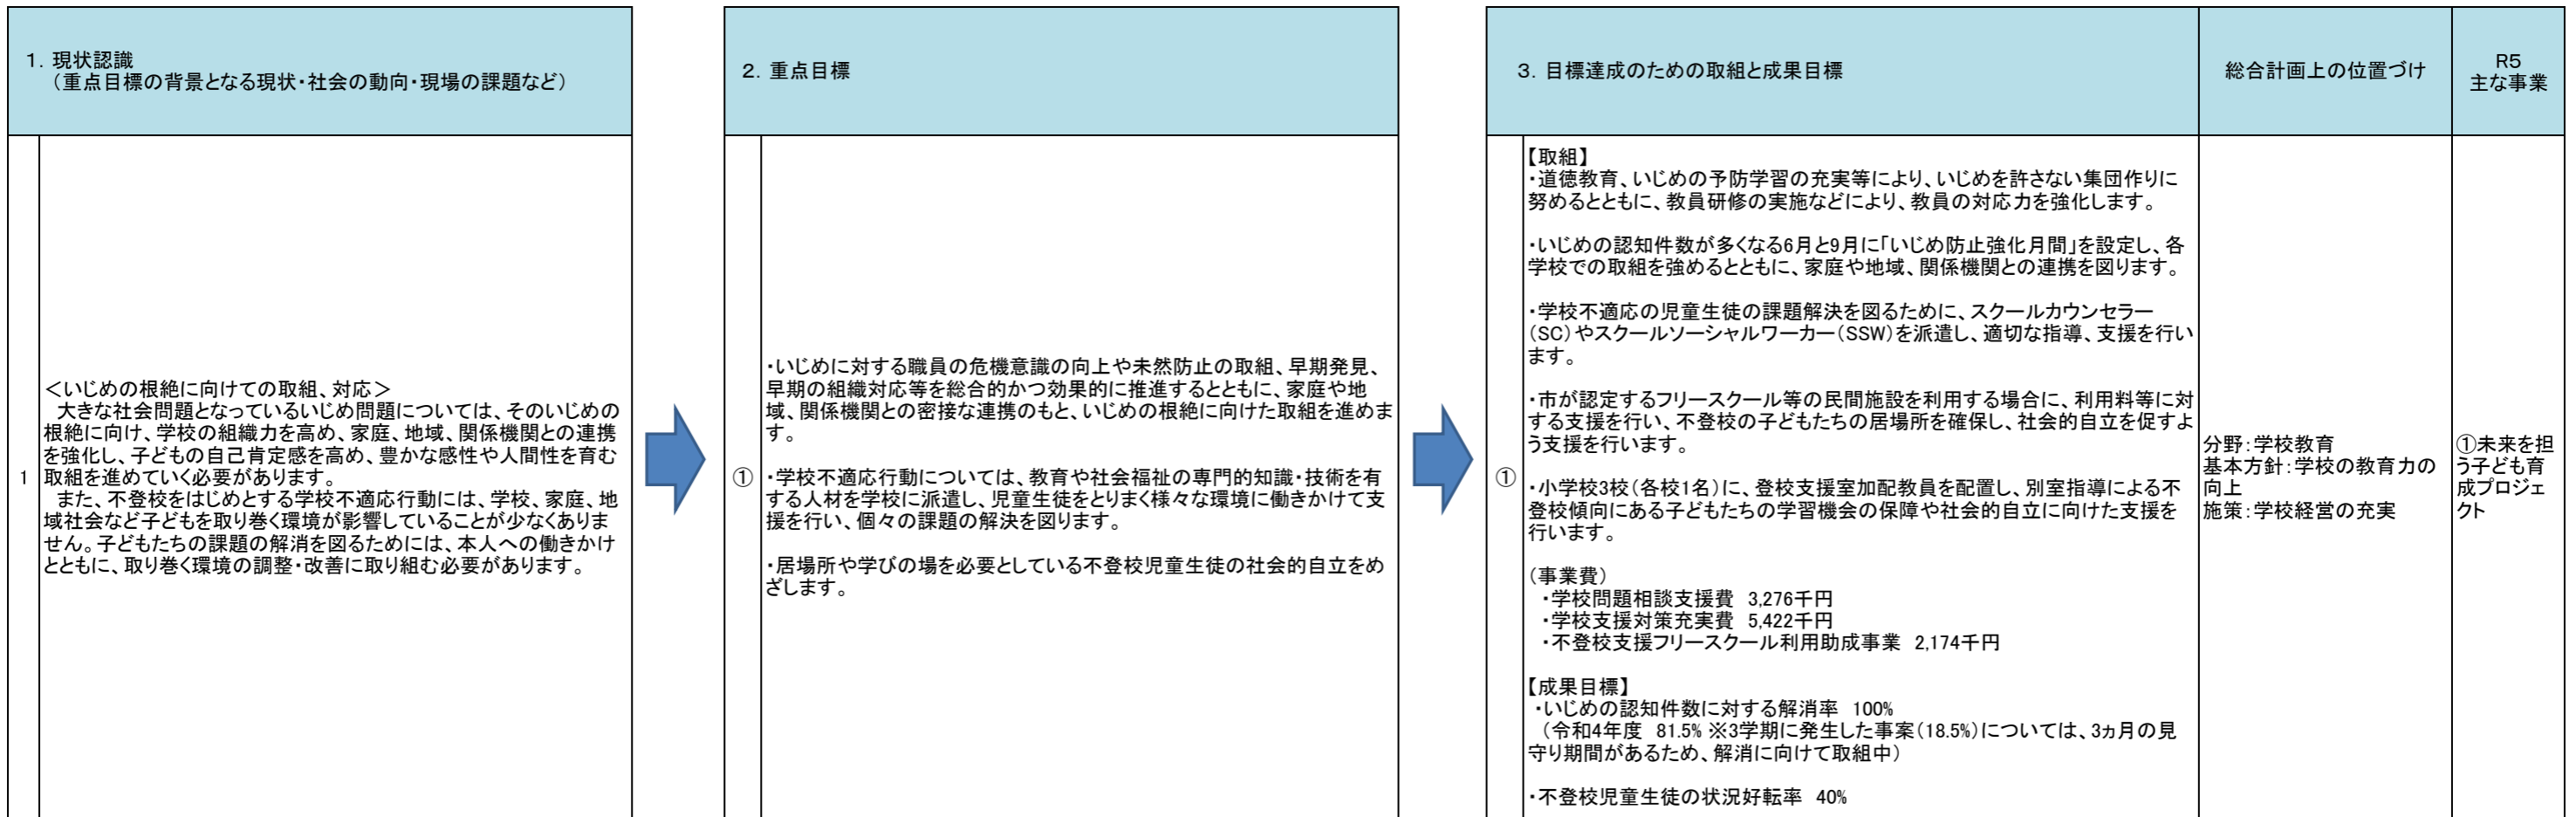 1．現状認識
（重点目標の背景となる現状・社会の動向・現場の課題など）
2．重点目標
3．目標達成のための取組と成果目標
総合計画上の位置づけ
R5
主な事業
1
＜いじめの根絶に向けての取組、対応＞
　大きな社会問題となっているいじめ問題については、そのいじめの
根絶に向け、学校の組織力を高め、家庭、地域、関係機関との連携
を強化し、子どもの自己肯定感を高め、豊かな感性や人間性を育む
取組を進めていく必要があります。
　また、不登校をはじめとする学校不適応行動には、学校、家庭、地
域社会など子どもを取り巻く環境が影響していることが少なくありま
せん。子どもたちの課題の解消を図るためには、本人への働きかけ
とともに、取り巻く環境の調整・改善に取り組む必要があります。
①
・いじめに対する職員の危機意識の向上や未然防止の取組、早期発見、
早期の組織対応等を総合的かつ効果的に推進するとともに、家庭や地
域、関係機関との密接な連携のもと、いじめの根絶に向けた取組を進めま
す。
・学校不適応行動については、教育や社会福祉の専門的知識・技術を有
する人材を学校に派遣し、児童生徒をとりまく様々な環境に働きかけて支
援を行い、個々の課題の解決を図ります。
・居場所や学びの場を必要としている不登校児童生徒の社会的自立をめ
ざします。
①
【取組】
・道徳教育、いじめの予防学習の充実等により、いじめを許さない集団作りに
努めるとともに、教員研修の実施などにより、教員の対応力を強化します。
・いじめの認知件数が多くなる6月と9月に「いじめ防止強化月間」を設定し、各
学校での取組を強めるとともに、家庭や地域、関係機関との連携を図ります。
・学校不適応の児童生徒の課題解決を図るために、スクールカウンセラー
（SC）やスクールソーシャルワーカー（SSW）を派遣し、適切な指導、支援を行い
ます。
・市が認定するフリースクール等の民間施設を利用する場合に、利用料等に対
する支援を行い、不登校の子どもたちの居場所を確保し、社会的自立を促すよ
う支援を行います。
・小学校3校（各校1名）に、登校支援室加配教員を配置し、別室指導による不
登校傾向にある子どもたちの学習機会の保障や社会的自立に向けた支援を
行います。
（事業費）
・学校問題相談支援費　3,276千円
・学校支援対策充実費　5,422千円
・不登校支援フリースクール利用助成事業　2,174千円
【成果目標】
・いじめの認知件数に対する解消率　100%
（令和4年度　81.5% ※3学期に発生した事案（18.5%）については、3ヵ月の見
守り期間があるため、解消に向けて取組中）
・不登校児童生徒の状況好転率　40%
分野：学校教育
基本方針：学校の教育力の
向上
施策：学校経営の充実
①未来を担
う子ども育
成プロジェ
クト